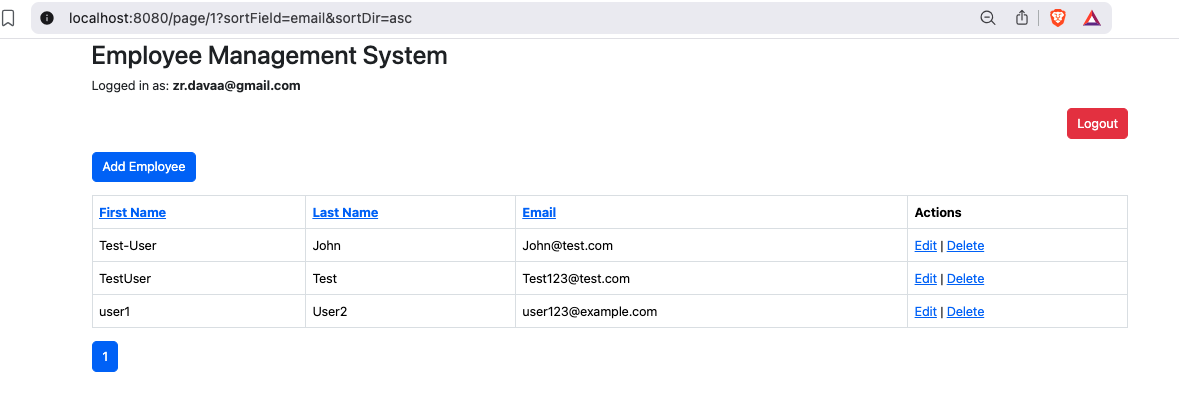 localhost:8080/page/1?sortField=email&sortDir=asc
Employee Management System
Logged in as: zr.davaa@gmail.com
Logout
Add Employee
First Name Last Name Email Actions
Test-User John John@test.com Edit | Delete
TestUser Test Test123@test.com Edit | Delete
user1 User2 user123@example.com Edit | Delete
1